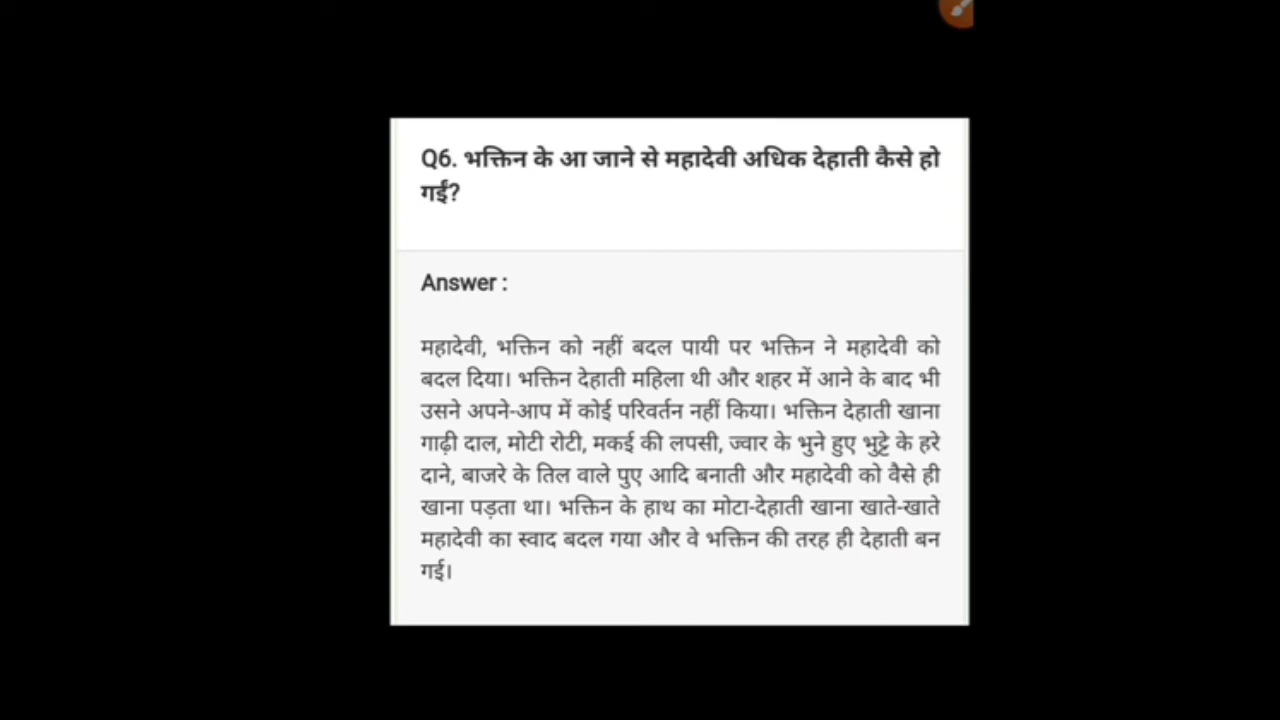 Q6. भक्तिन के आ जाने से महादेवी अधिक देहाती कैसे हो
गईं?
Answer :
महादेवी, भक्तिन को नहीं बदल पायी पर भक्तिन ने महादेवी को
बदल दिया। भक्तिन देहाती महिला थी और शहर में आने के बाद भी
उसने अपने-आप में कोई परिवर्तन नहीं किया। भक्तिन देहाती खाना
गाढ़ी दाल, मोटी रोटी, मकई की लपसी, ज्वार के भुने हुए भुट्टे के हरे
दाने, बाजरे के तिल वाले पुए आदि बनाती और महादेवी को वैसे ही
खाना पड़ता था। भक्तिन के हाथ का मोटा-देहाती खाना खाते-खाते
महादेवी का स्वाद बदल गया और वे भक्तिन की तरह ही देहाती बन
गई।